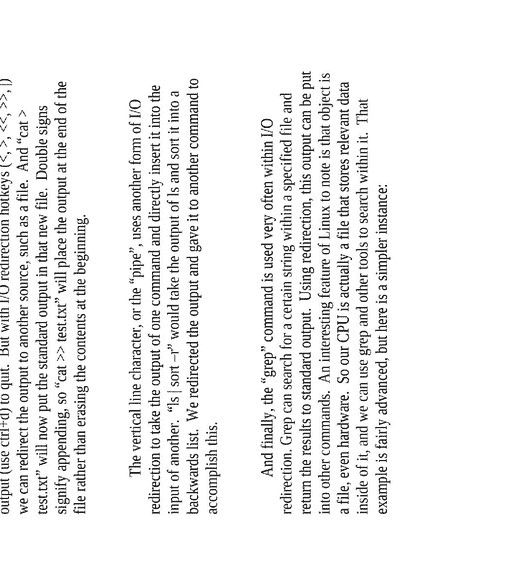 output (use ctrl+d) to quit.  But with I/O redirection hotkeys (<, >, <<, >>, |)
we can redirect the output to another source, such as a file.  And “cat >
test.txt” will now put the standard output in that new file.  Double signs
signify appending, so “cat >> test.txt” will place the output at the end of the
file rather than erasing the contents at the beginning.
The vertical line character, or the “pipe”, uses another form of I/O
redirection to take the output of one command and directly insert it into the
input of another.  “ls | sort –r” would take the output of ls and sort it into a
backwards list.  We redirected the output and gave it to another command to
accomplish this.
And finally, the “grep” command is used very often within I/O
redirection. Grep can search for a certain string within a specified file and
return the results to standard output.  Using redirection, this output can be put
into other commands.  An interesting feature of Linux to note is that object is
a file, even hardware.  So our CPU is actually a file that stores relevant data
inside of it, and we can use grep and other tools to search within it.  That
example is fairly advanced, but here is a simpler instance: